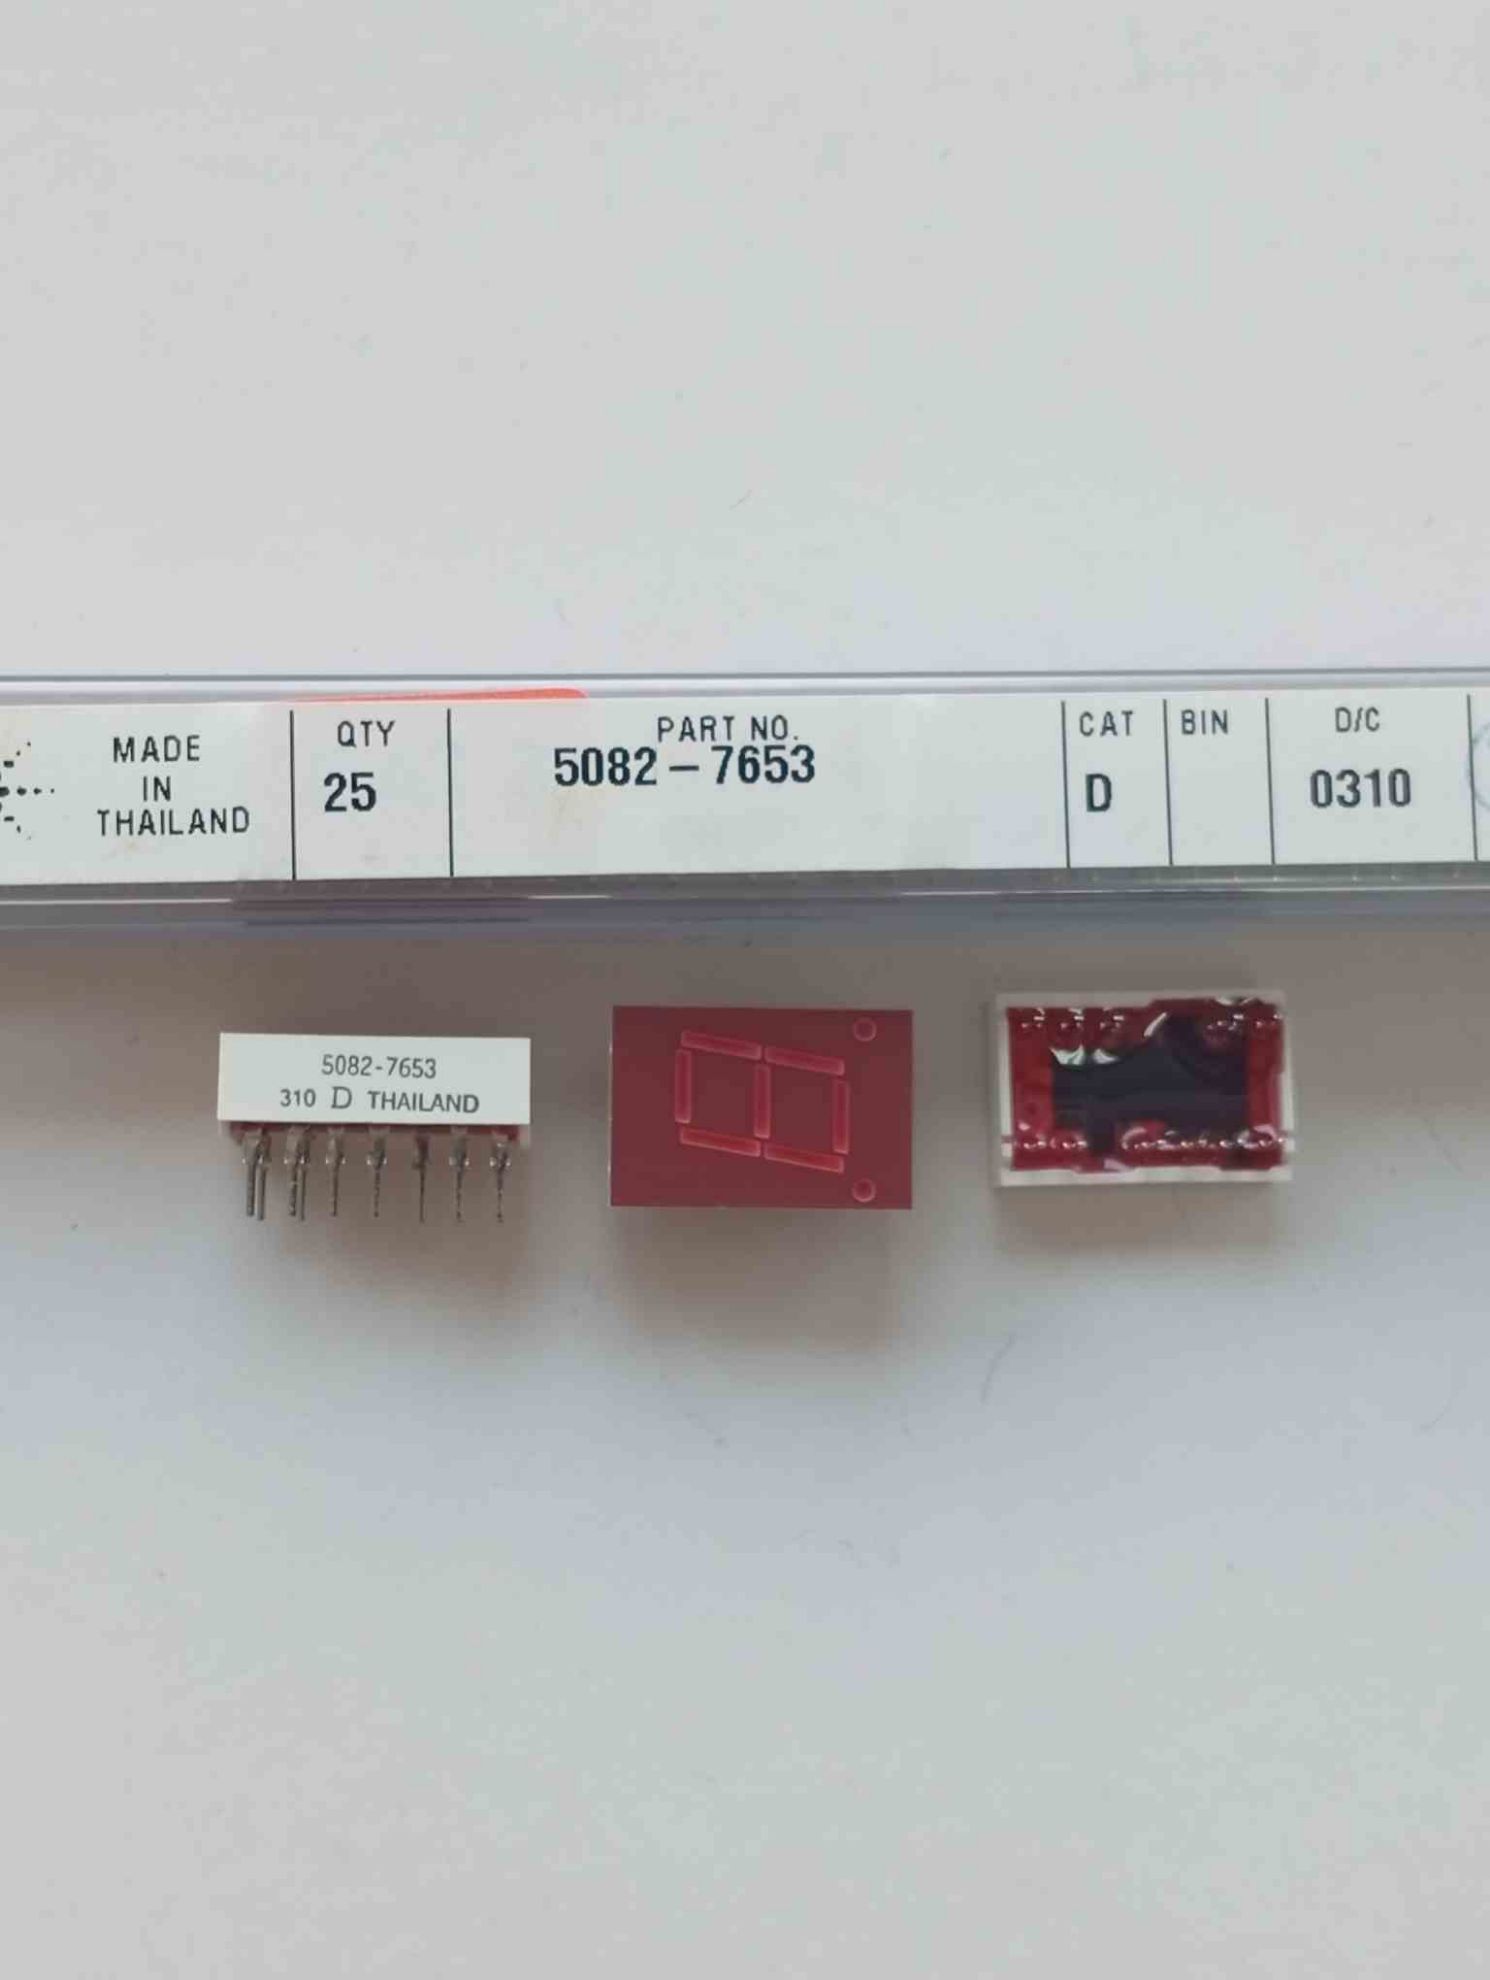 MADE
IN
THAILAND
QTY
25
PART NO.
5082-7653
CAT
D
BIN
D/C
0310
5082-7653
310 D THAILAND